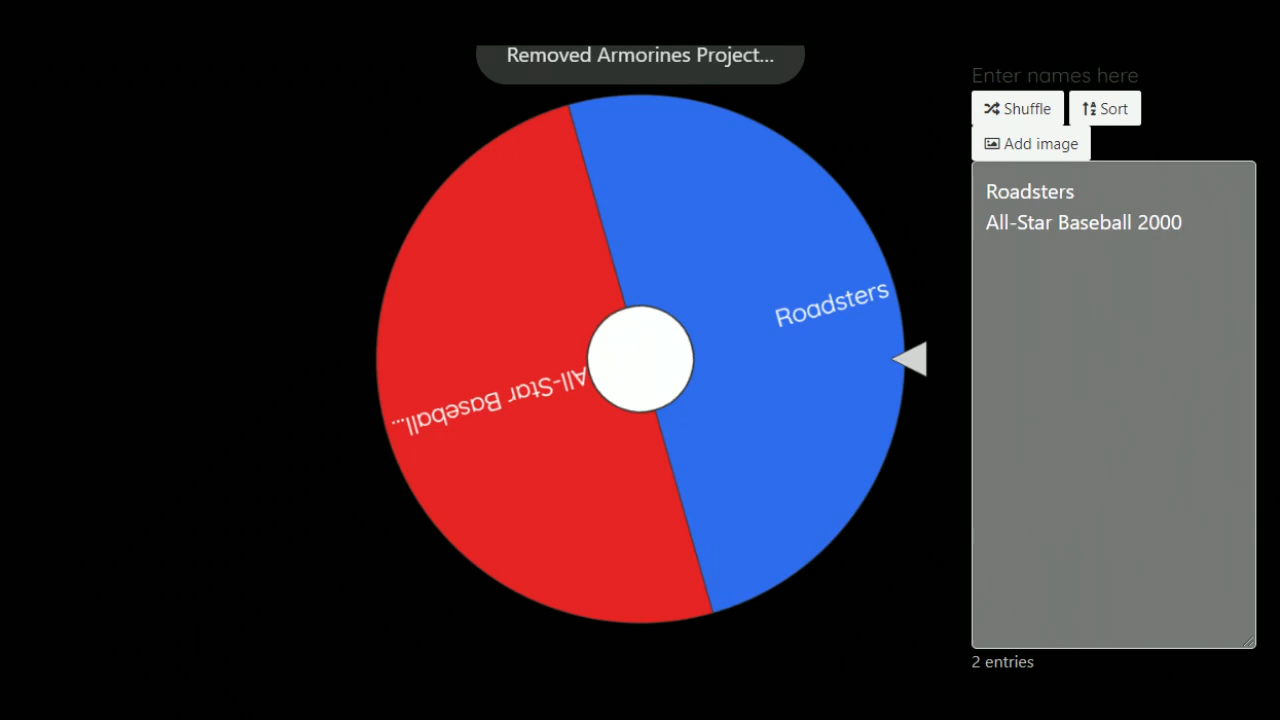 Removed Armorines Project...
Enter names here
Shuffle
Sort
Add image
Roadsters
All-Star Baseball 2000
Roadsters
All-Star Baseball...
2 entries